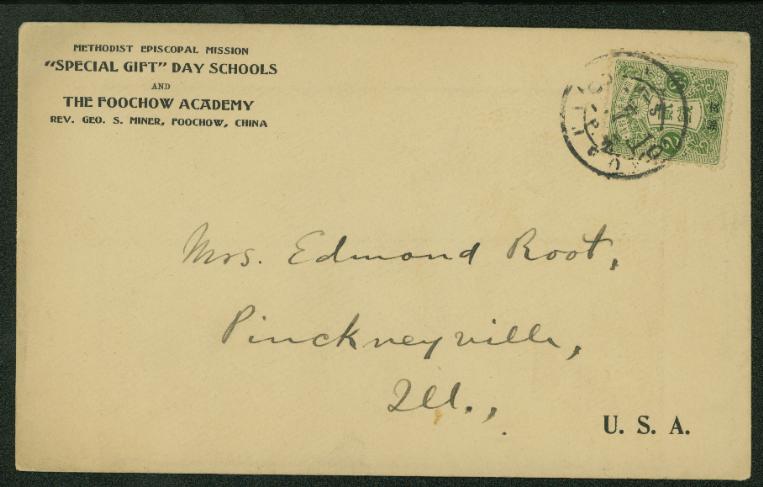 METHODIST EPISCOPAL MISSION
"SPECIAL GIFT" DAY SCHOOLS
AND
THE FOOCHOW ACADEMY
REV. GEO. S. MINER, FOOCHOW, CHINA
Mrs. Edmond Root,
Pinckneyville,
Ill.,
U. S. A.